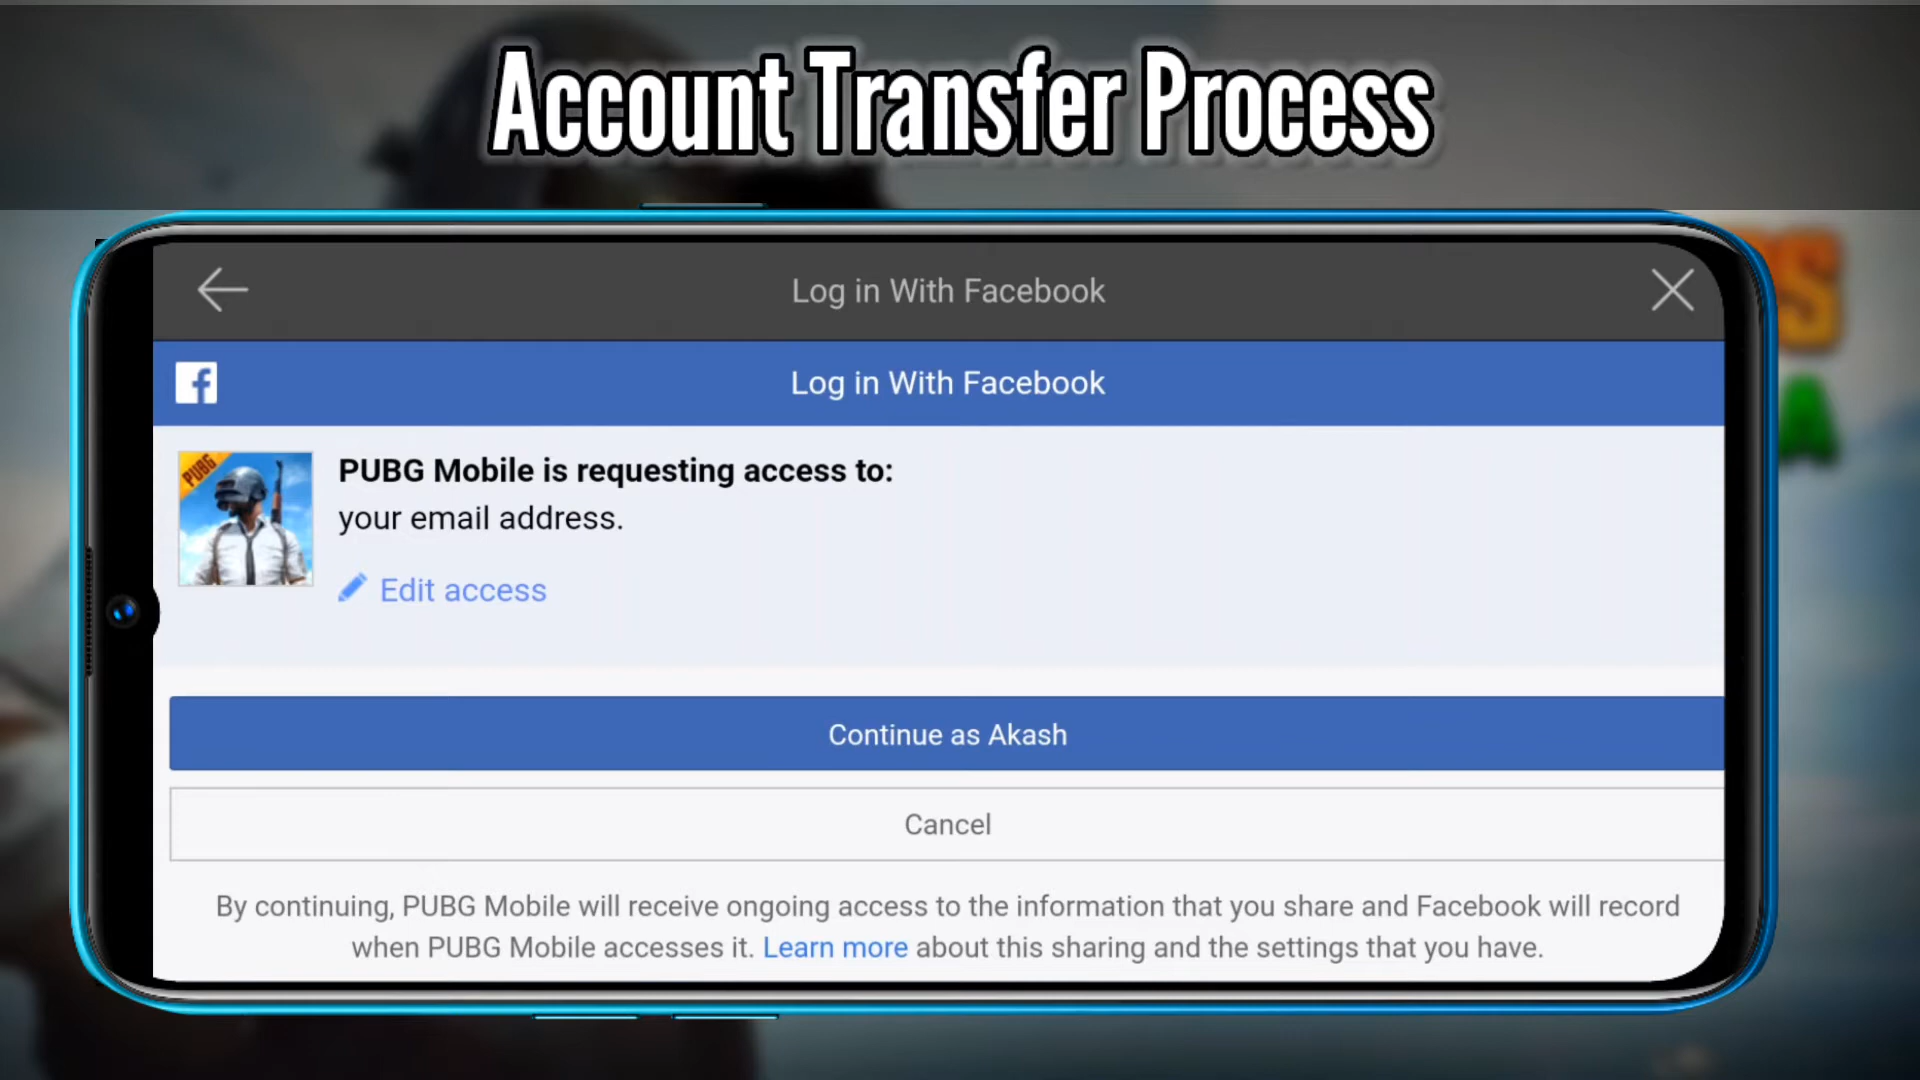 Account Transfer Process
Log in With Facebook
Log in With Facebook
PUBG
PUBG Mobile is requesting access to:
your email address.
Edit access
Continue as Akash
Cancel
By continuing, PUBG Mobile will receive ongoing access to the information that you share and Facebook will record
when PUBG Mobile accesses it. Learn more about this sharing and the settings that you have.